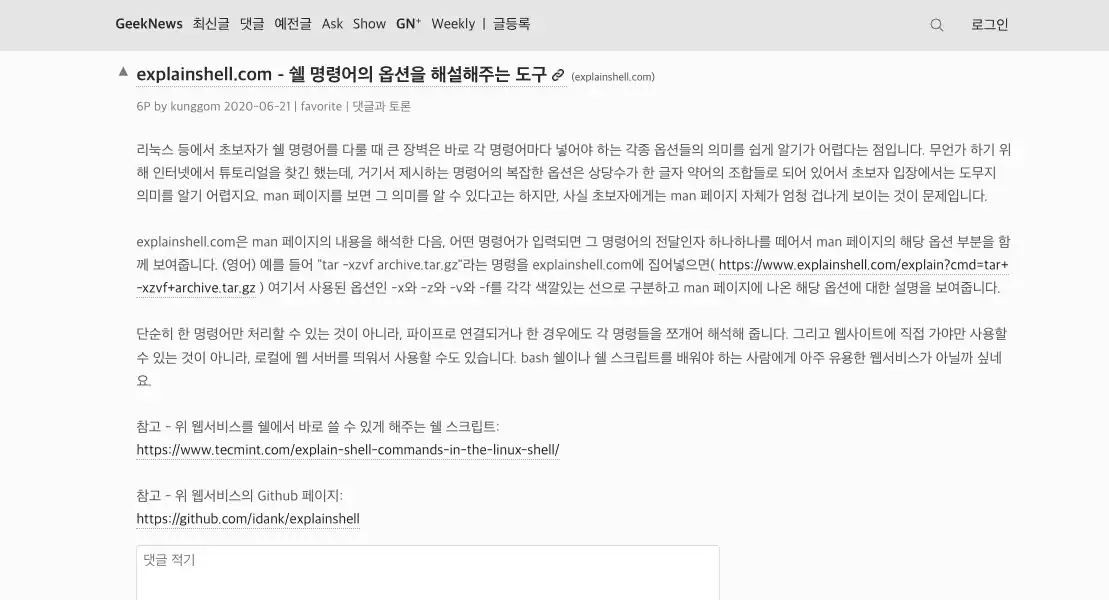 GeekNews 최신글 댓글 예전글 Ask Show GN⁺ Weekly | 글등록 로그인
▲ explainshell.com - 쉘 명령어의 옵션을 해설해주는 도구 (explainshell.com)
6P by kunggom 2020-06-21 | favorite | 댓글과 토론
리눅스 등에서 초보자가 쉘 명령어를 다룰 때 큰 장벽은 바로 각 명령어마다 넣어야 하는 각종 옵션들의 의미를 쉽게 알기가 어렵다는 점입니다. 무언가 하기 위
해 인터넷에서 튜토리얼을 찾긴 했는데, 거기서 제시하는 명령어의 복잡한 옵션은 상당수가 한 글자 약어의 조합들로 되어 있어서 초보자 입장에서는 도무지
의미를 알기 어렵지요. man 페이지를 보면 그 의미를 알 수 있다고는 하지만, 사실 초보자에게는 man 페이지 자체가 엄청 겁나게 보이는 것이 문제입니다.
explainshell.com은 man 페이지의 내용을 해석한 다음, 어떤 명령어가 입력되면 그 명령어의 전달인자 하나하나를 떼어서 man 페이지의 해당 옵션 부분을 함
께 보여줍니다. (영어) 예를 들어 "tar -xzvf archive.tar.gz"라는 명령을 explainshell.com에 집어넣으면( https://www.explainshell.com/explain?cmd=tar+
-xzvf+archive.tar.gz ) 여기서 사용된 옵션인 -x와 -z와 -v와 -f를 각각 색깔있는 선으로 구분하고 man 페이지에 나온 해당 옵션에 대한 설명을 보여줍니다.
단순히 한 명령어만 처리할 수 있는 것이 아니라, 파이프로 연결되거나 한 경우에도 각 명령들을 쪼개어 해석해 줍니다. 그리고 웹사이트에 직접 가야만 사용할
수 있는 것이 아니라, 로컬에 웹 서버를 띄워서 사용할 수도 있습니다. bash 쉘이나 쉘 스크립트를 배워야 하는 사람에게 아주 유용한 웹서비스가 아닐까 싶네
요.
참고 - 위 웹서비스를 쉘에서 바로 쓸 수 있게 해주는 쉘 스크립트:
https://www.tecmint.com/explain-shell-commands-in-the-linux-shell/
참고 - 위 웹서비스의 Github 페이지:
https://github.com/idank/explainshell
댓글 적기